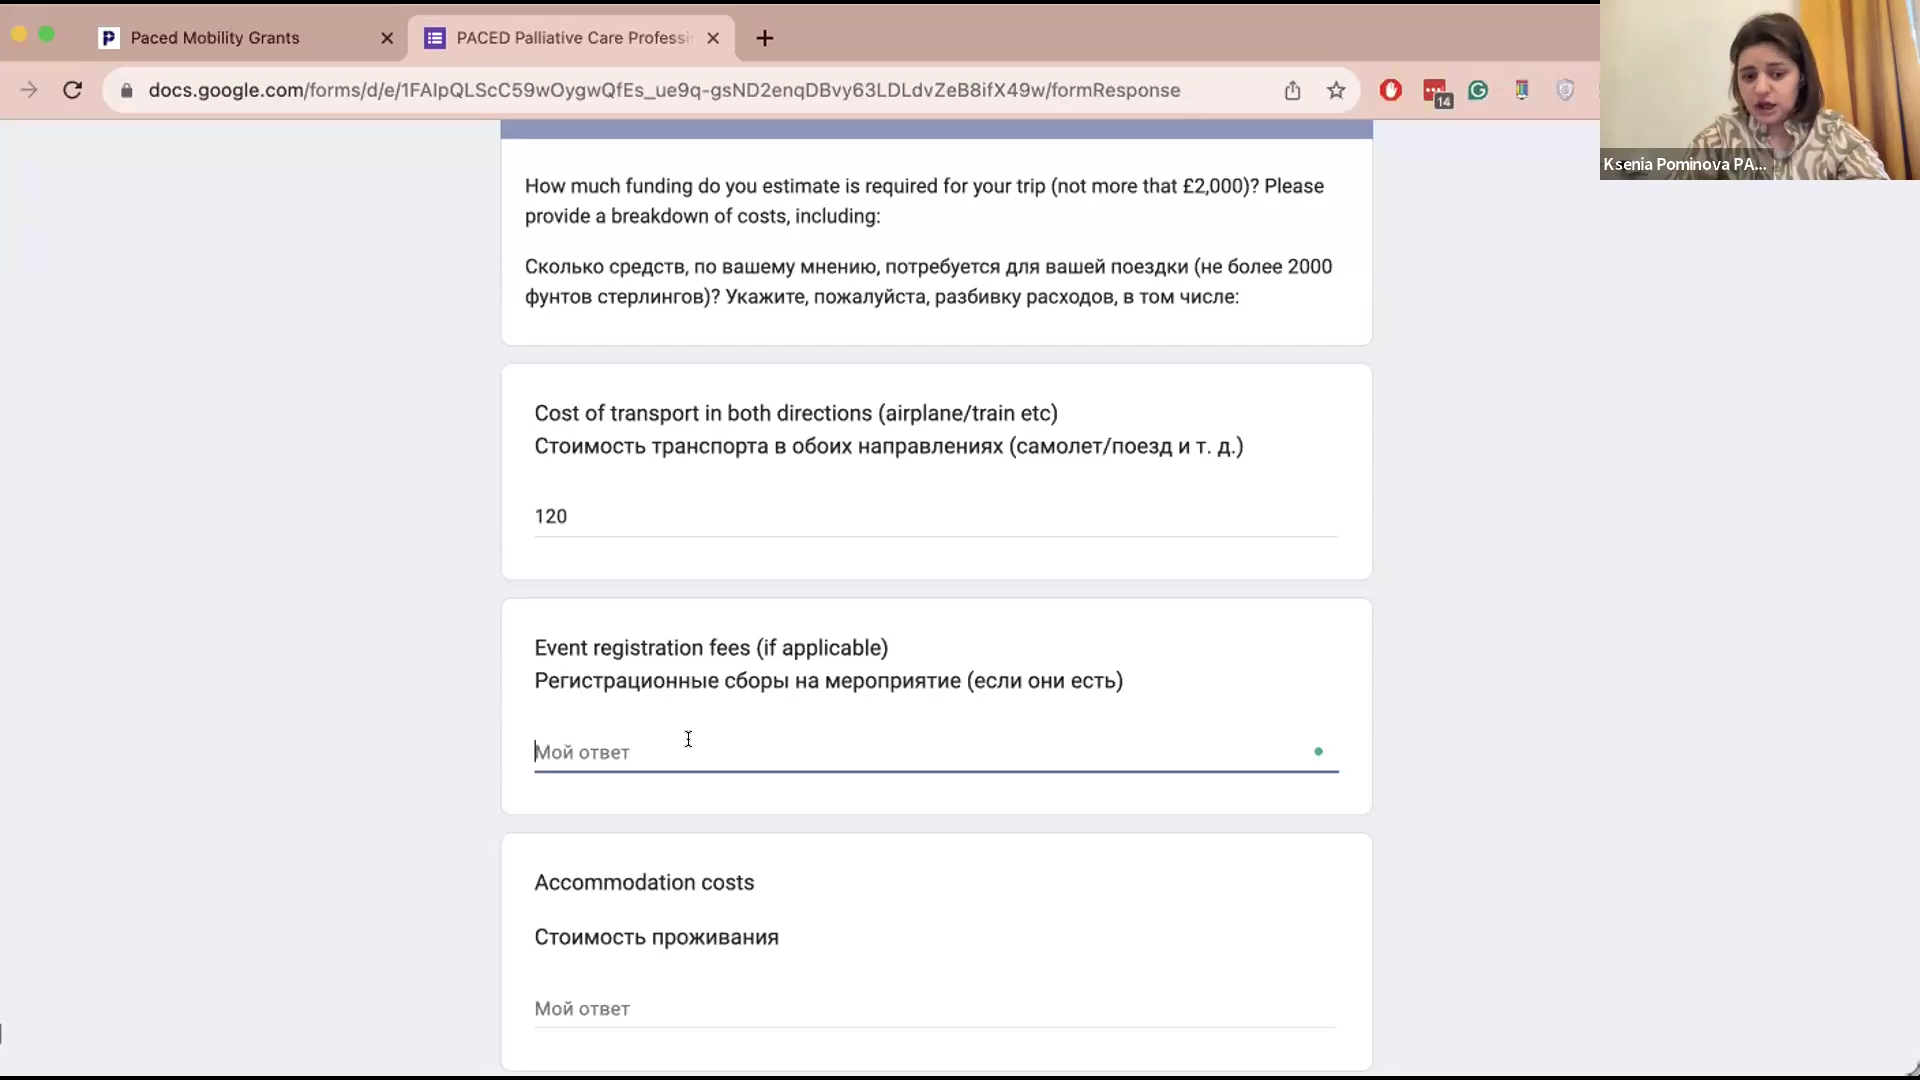 Paced Mobility Grants
PACED Palliative Care Professi
docs.google.com/forms/d/e/1FAIpQLScC59wOygwQfEs_ue9q-gsND2enqDBvy63LDLdvZeB8ifX49w/formResponse
14
Ksenia Pominova PA...
How much funding do you estimate is required for your trip (not more that £2,000)? Please
provide a breakdown of costs, including:
Сколько средств, по вашему мнению, потребуется для вашей поездки (не более 2000
фунтов стерлингов)? Укажите, пожалуйста, разбивку расходов, в том числе:
Cost of transport in both directions (airplane/train etc)
Стоимость транспорта в обоих направлениях (самолет/поезд и т. д.)
120
Event registration fees (if applicable)
Регистрационные сборы на мероприятие (если они есть)
Мой ответ
Accommodation costs
Стоимость проживания
Мой ответ